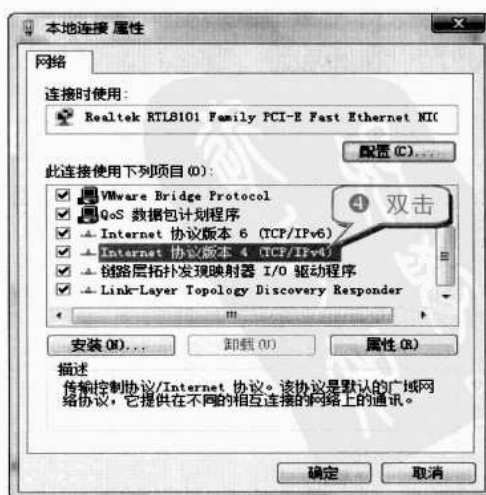 本地连接 属性
网络
连接时使用:
Realtek RTL8101 Family PCI-E Fast Ethernet NIC
配置(C)...
此连接使用下列项目(O):
VMware Bridge Protocol
QoS 数据包计划程序
Internet 协议版本 6 (TCP/IPv6)
Internet 协议版本 4 (TCP/IPv4)
链路层拓扑发现映射器 I/O 驱动程序
Link-Layer Topology Discovery Responder
4 双击
安装(N)...
卸载(U)
属性(R)
描述
传输控制协议/Internet 协议。该协议是默认的广域网
络协议，它提供在不同的相互连接的网络上的通讯。
确定
取消